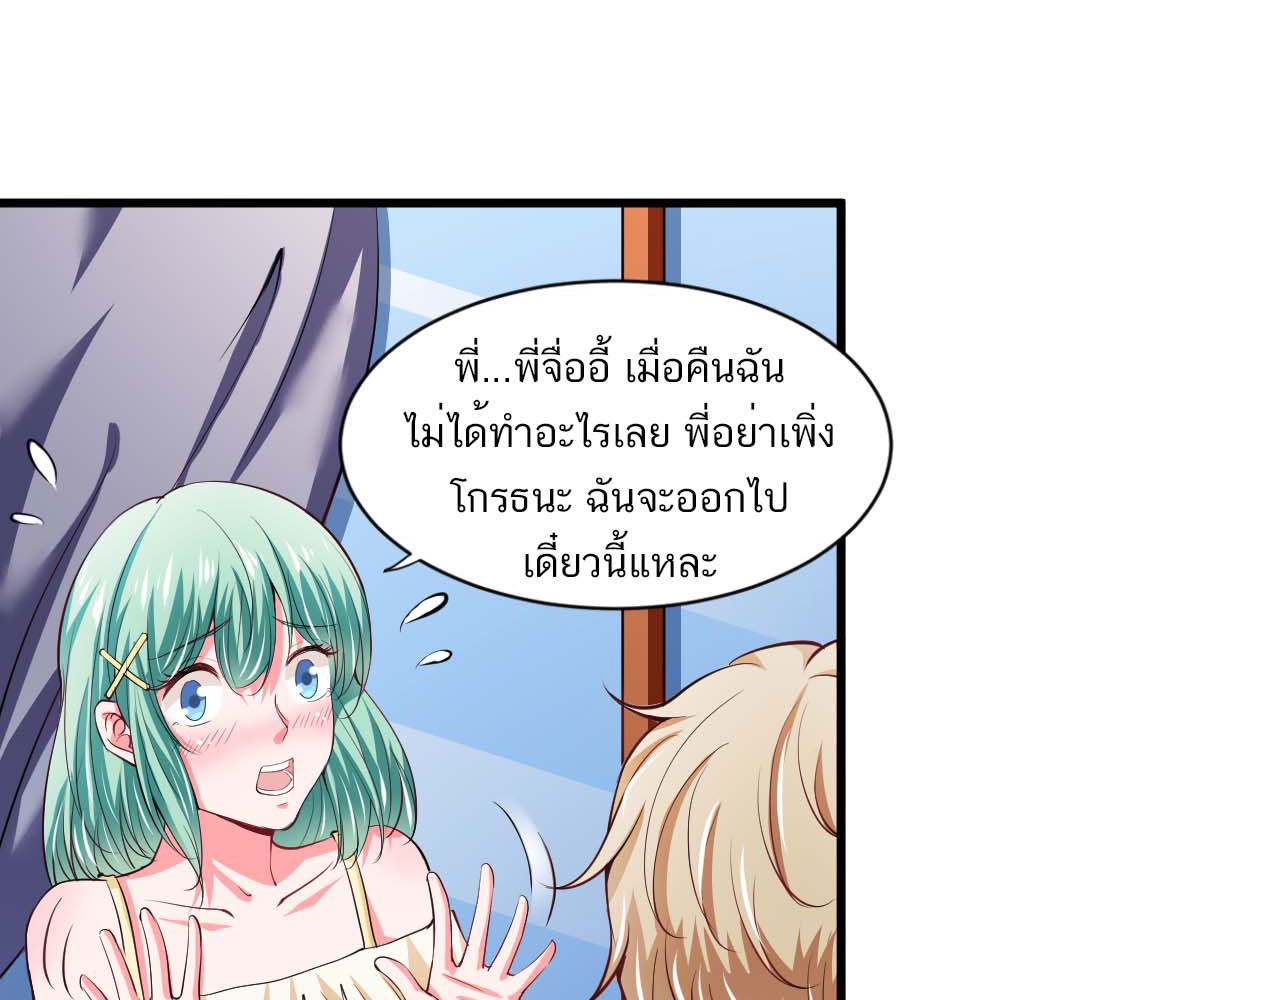 พี่...พี่จื่ออี้ เมื่อคืนฉัน
ไม่ได้ทำอะไรเลย พี่อย่าเพิ่ง
โกรธนะ ฉันจะออกไป
เดี๋ยวนี้แหละ